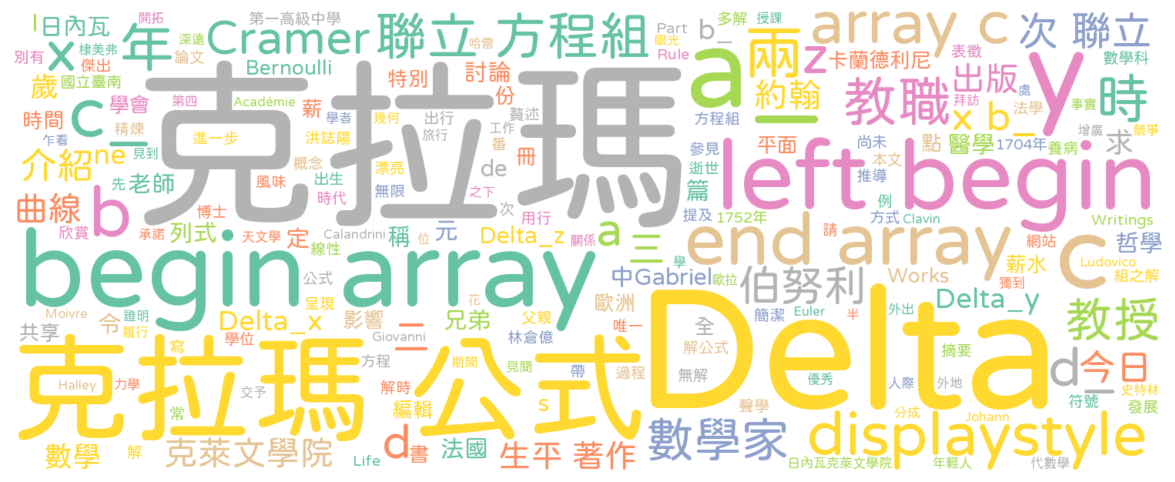 日內瓦
開拓
第一高級中學
Cramer
聯立 方程組
多解
授課
Part
b_
array c
次 聯立
別有
x
棣美弗
深遠
哈雷
眼光
Rule
a
兩
z
卡蘭德利尼
表徵
y
傑出
年
論文
Bernoulli
特別
討論
份
歲
國立臺南
克拉瑪
約翰
教職
出版
數學科
時
c_
學會
第四
Académie
薪
學者
幾何
出行
贅述
方程組
法學
處
拜訪
事實
時間
精煉
進一步
洪誌陽
旅行
工作
番
冊
一
x b_
增廣
競爭
乍看
見到
漂亮
平面
點
醫學
尚未
1704年
養病
求
介紹
ne
概念
出生
de
參見
本文
先
老師
風味
時代
無限
逝世
推導
例
left begin
b
曲線
博士
次
用行
篇
提及
1752年
方式
Clavin
請
Writings
欣賞
承諾
列式
天文學
定
線性
Calandrini
稱
元
之下
位
Delta_z
關係
a
三
學
end array
網站
哲學
Ludovico
c
begin array
中Gabriel
歐拉
伯努利
Works
薪水
組之解
獨到
Moivre
公式
證明
呈現
花
歐洲
Euler
半
Delta_y
外出
履行
令
Delta_x
影響
兄弟
父親
唯一
簡潔
教授
共享
寫
學位
二
Giovanni
林倉億
全
解公式
摘要
方程
期間
見聞
帶
過程
無解
d_
今日
克拉瑪 公式
Delta
Halley
力學
交予
解時
編輯
s
優秀
人際
外地
符號
史特林
發展
常
d
書
聲學
數學家
分成
Johann
displaystyle
數學
解
克萊文學院
Life
法國
生平 著作
日內瓦克萊文學院
年輕人
代數學